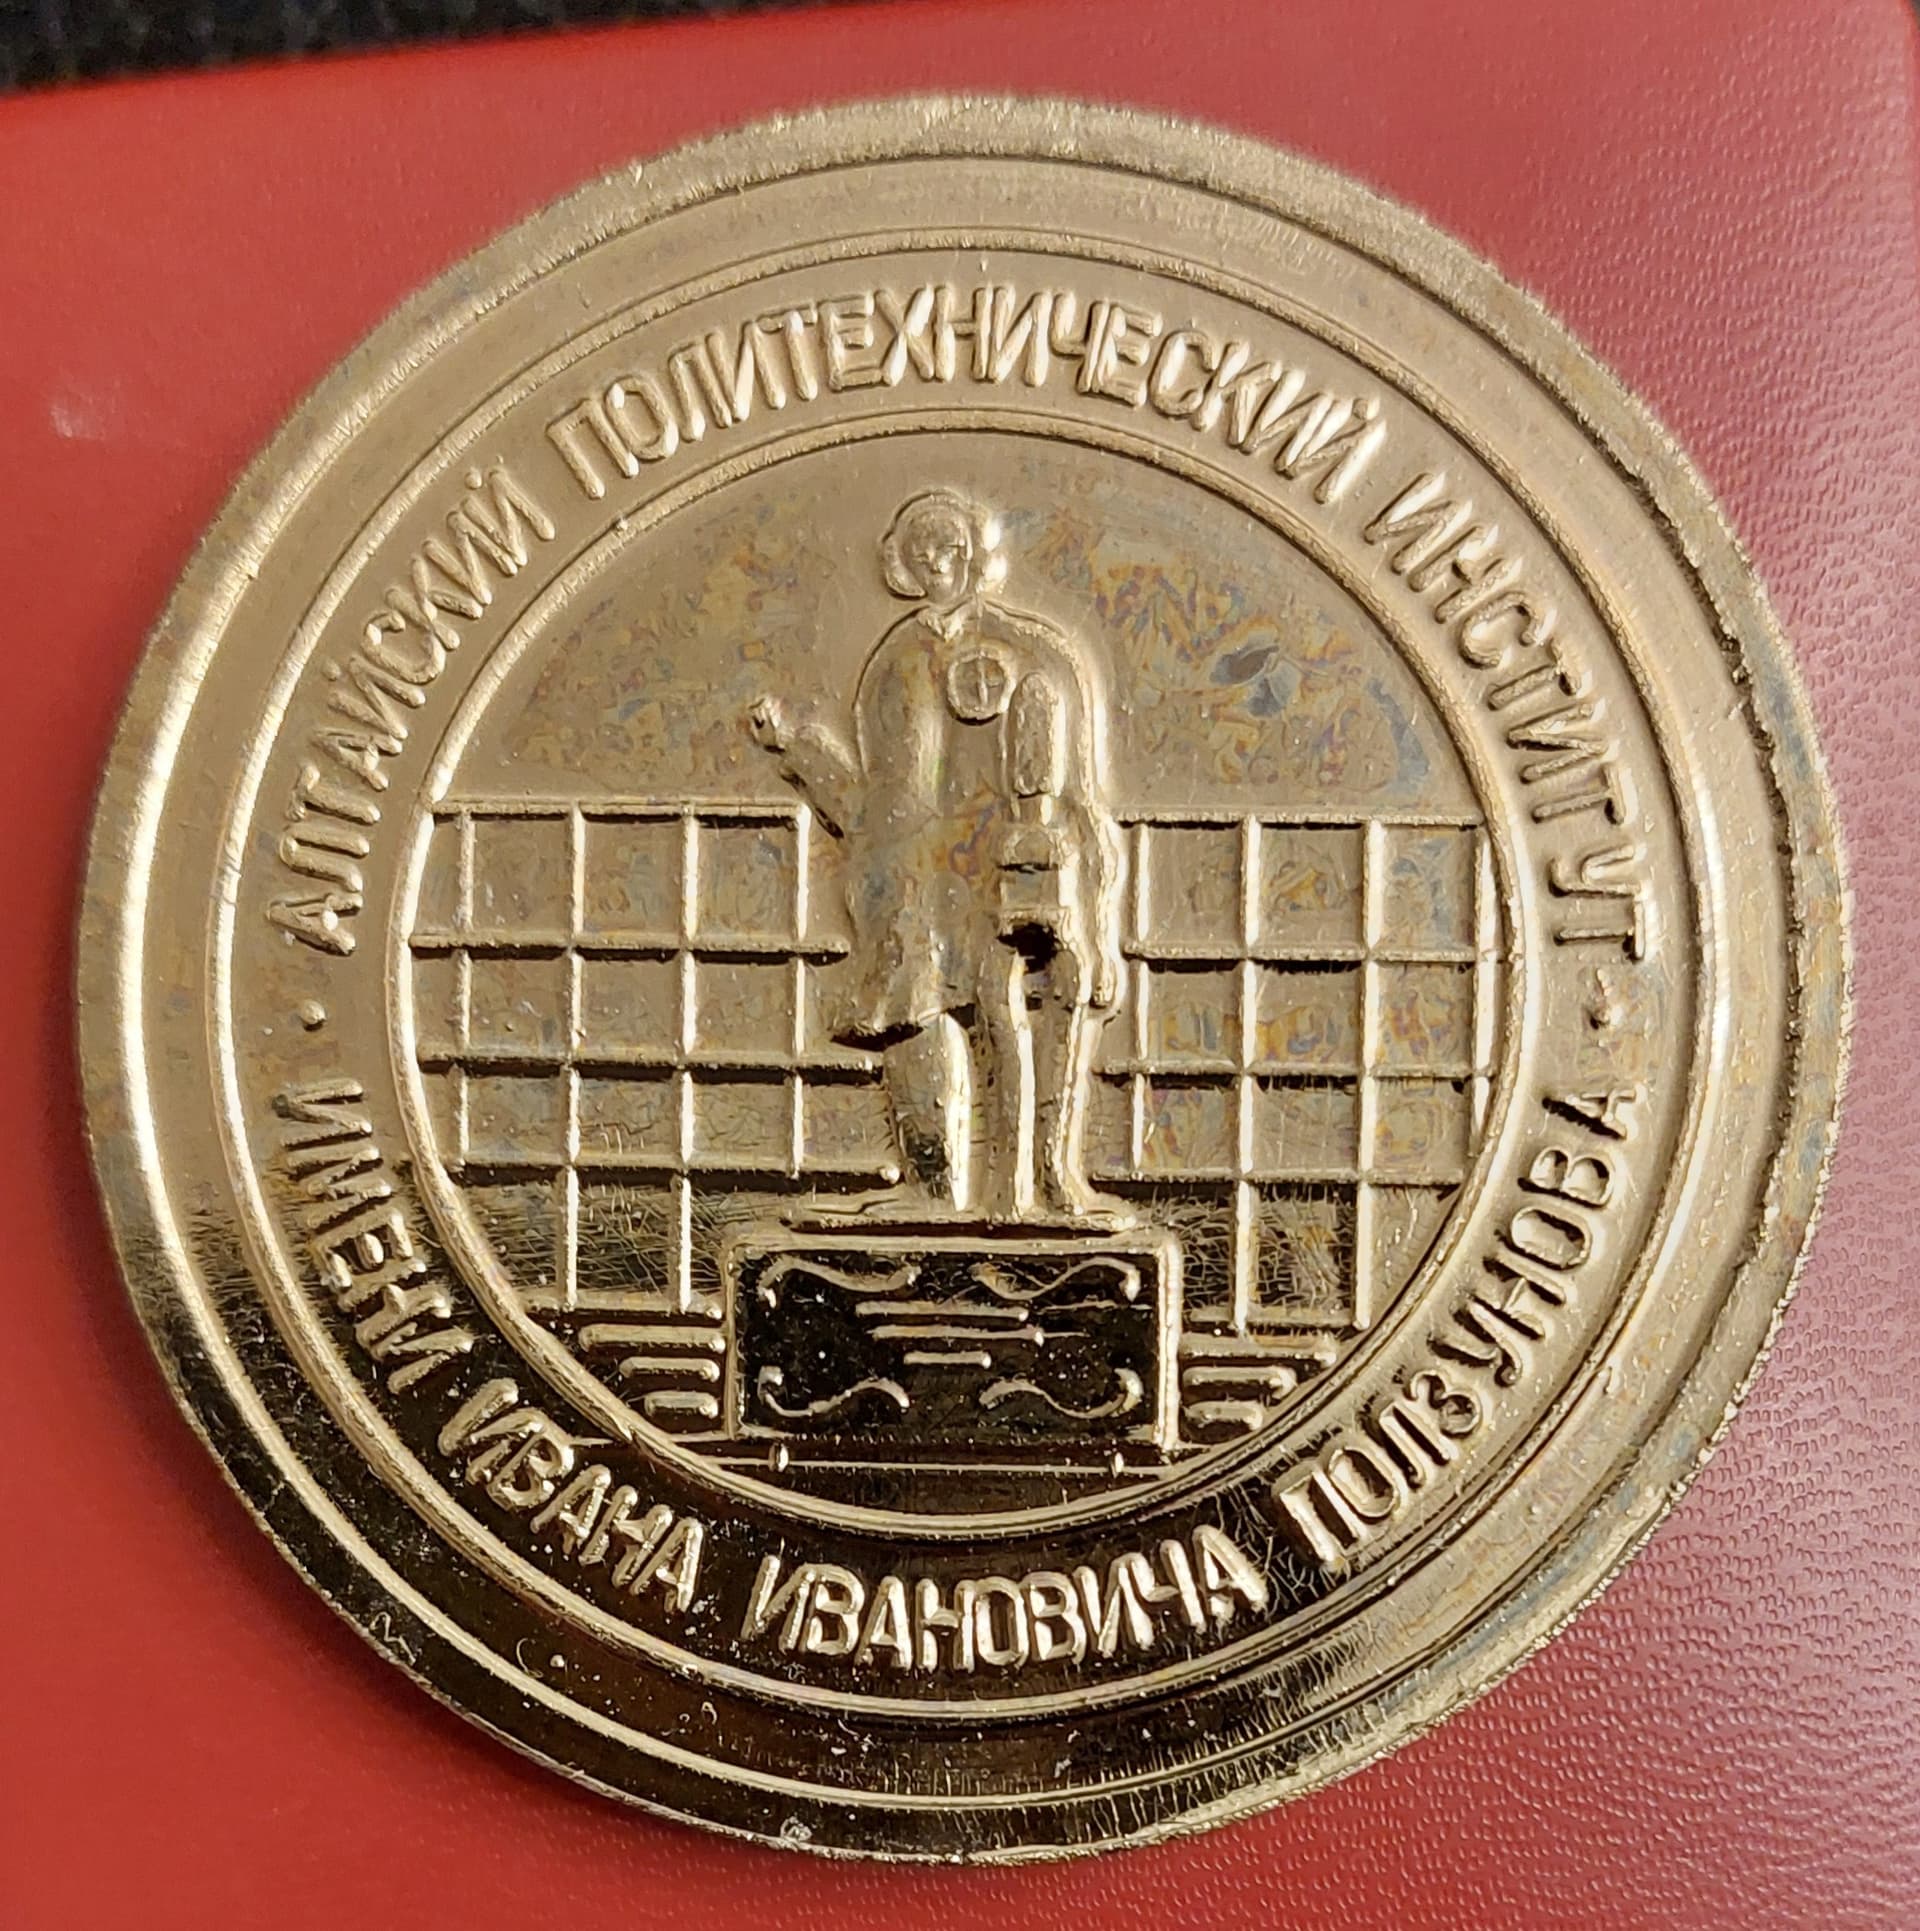 АЛТАЙСКИЙ ПОЛИТЕХНИЧЕСКИЙ ИНСТИТУТ
ИМЕНИ ИВАНА ИВАНОВИЧА ПОЛЗУНОВА